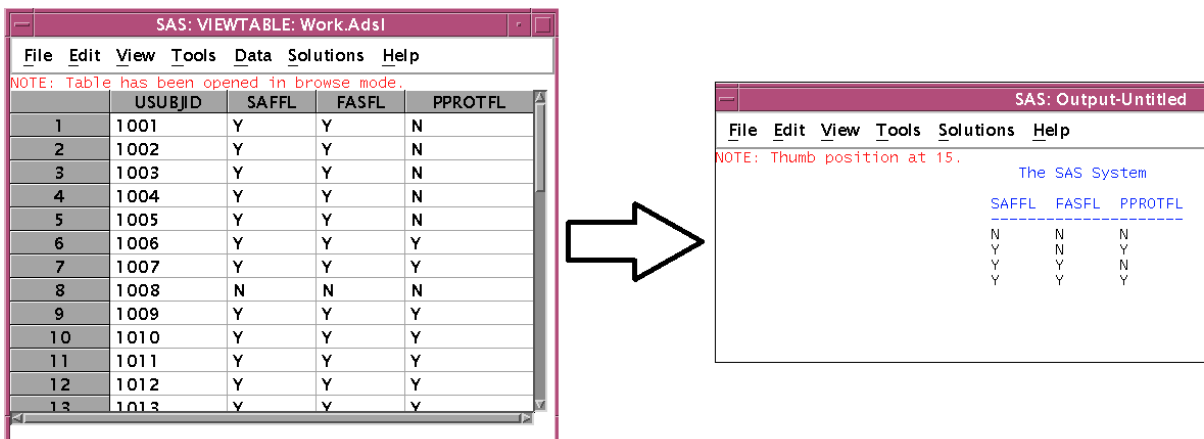 SAS: VIEWTABLE: Work.Adsl
File Edit View Tools Data Solutions Help
NOTE: Table has been opened in browse mode.
USUBJID SAFFL FASFL PPROTFL
1 1001 Y Y N
2 1002 Y Y N
3 1003 Y Y N
4 1004 Y Y N
5 1005 Y Y N
6 1006 Y Y Y
7 1007 Y Y Y
8 1008 N N N
9 1009 Y Y Y
10 1010 Y Y Y
11 1011 Y Y Y
12 1012 Y Y Y
13 1013 Y Y Y
SAS: Output-Untitled
File Edit View Tools Solutions Help
NOTE: Thumb position at 15.
The SAS System
SAFFL FASFL PPROTFL
---------------------
N N N
Y N Y
Y Y N
Y Y Y